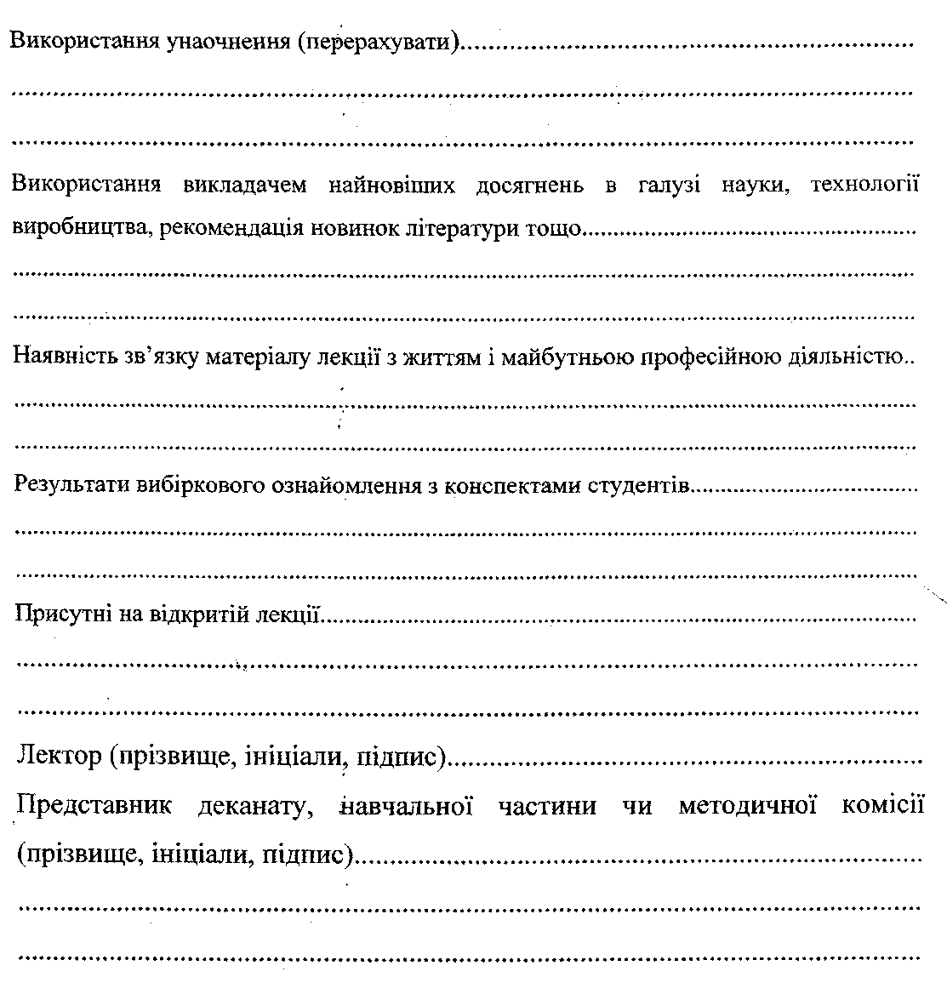 Використання унаочнення (перерахувати)..........................................................................
....................................................................................................................................................
....................................................................................................................................................
Використання викладачем найновіших досягнень в галузі науки, технології
виробництва, рекомендація новинок літератури тощо......................................................
....................................................................................................................................................
....................................................................................................................................................
Наявність зв’язку матеріалу лекції з життям і майбутньою професійною діяльністю..
....................................................................................................................................................
....................................................................................................................................................
Результати вибіркового ознайомлення з конспектами студентів.....................................
....................................................................................................................................................
....................................................................................................................................................
Присутні на відкритій лекції.................................................................................................
....................................................................................................................................................
....................................................................................................................................................
Лектор (прізвище, ініціали, підпис)..............................................................................
Представник деканату, навчальної частини чи методичної комісії
(прізвище, ініціали, підпис).............................................................................................
....................................................................................................................................................
....................................................................................................................................................